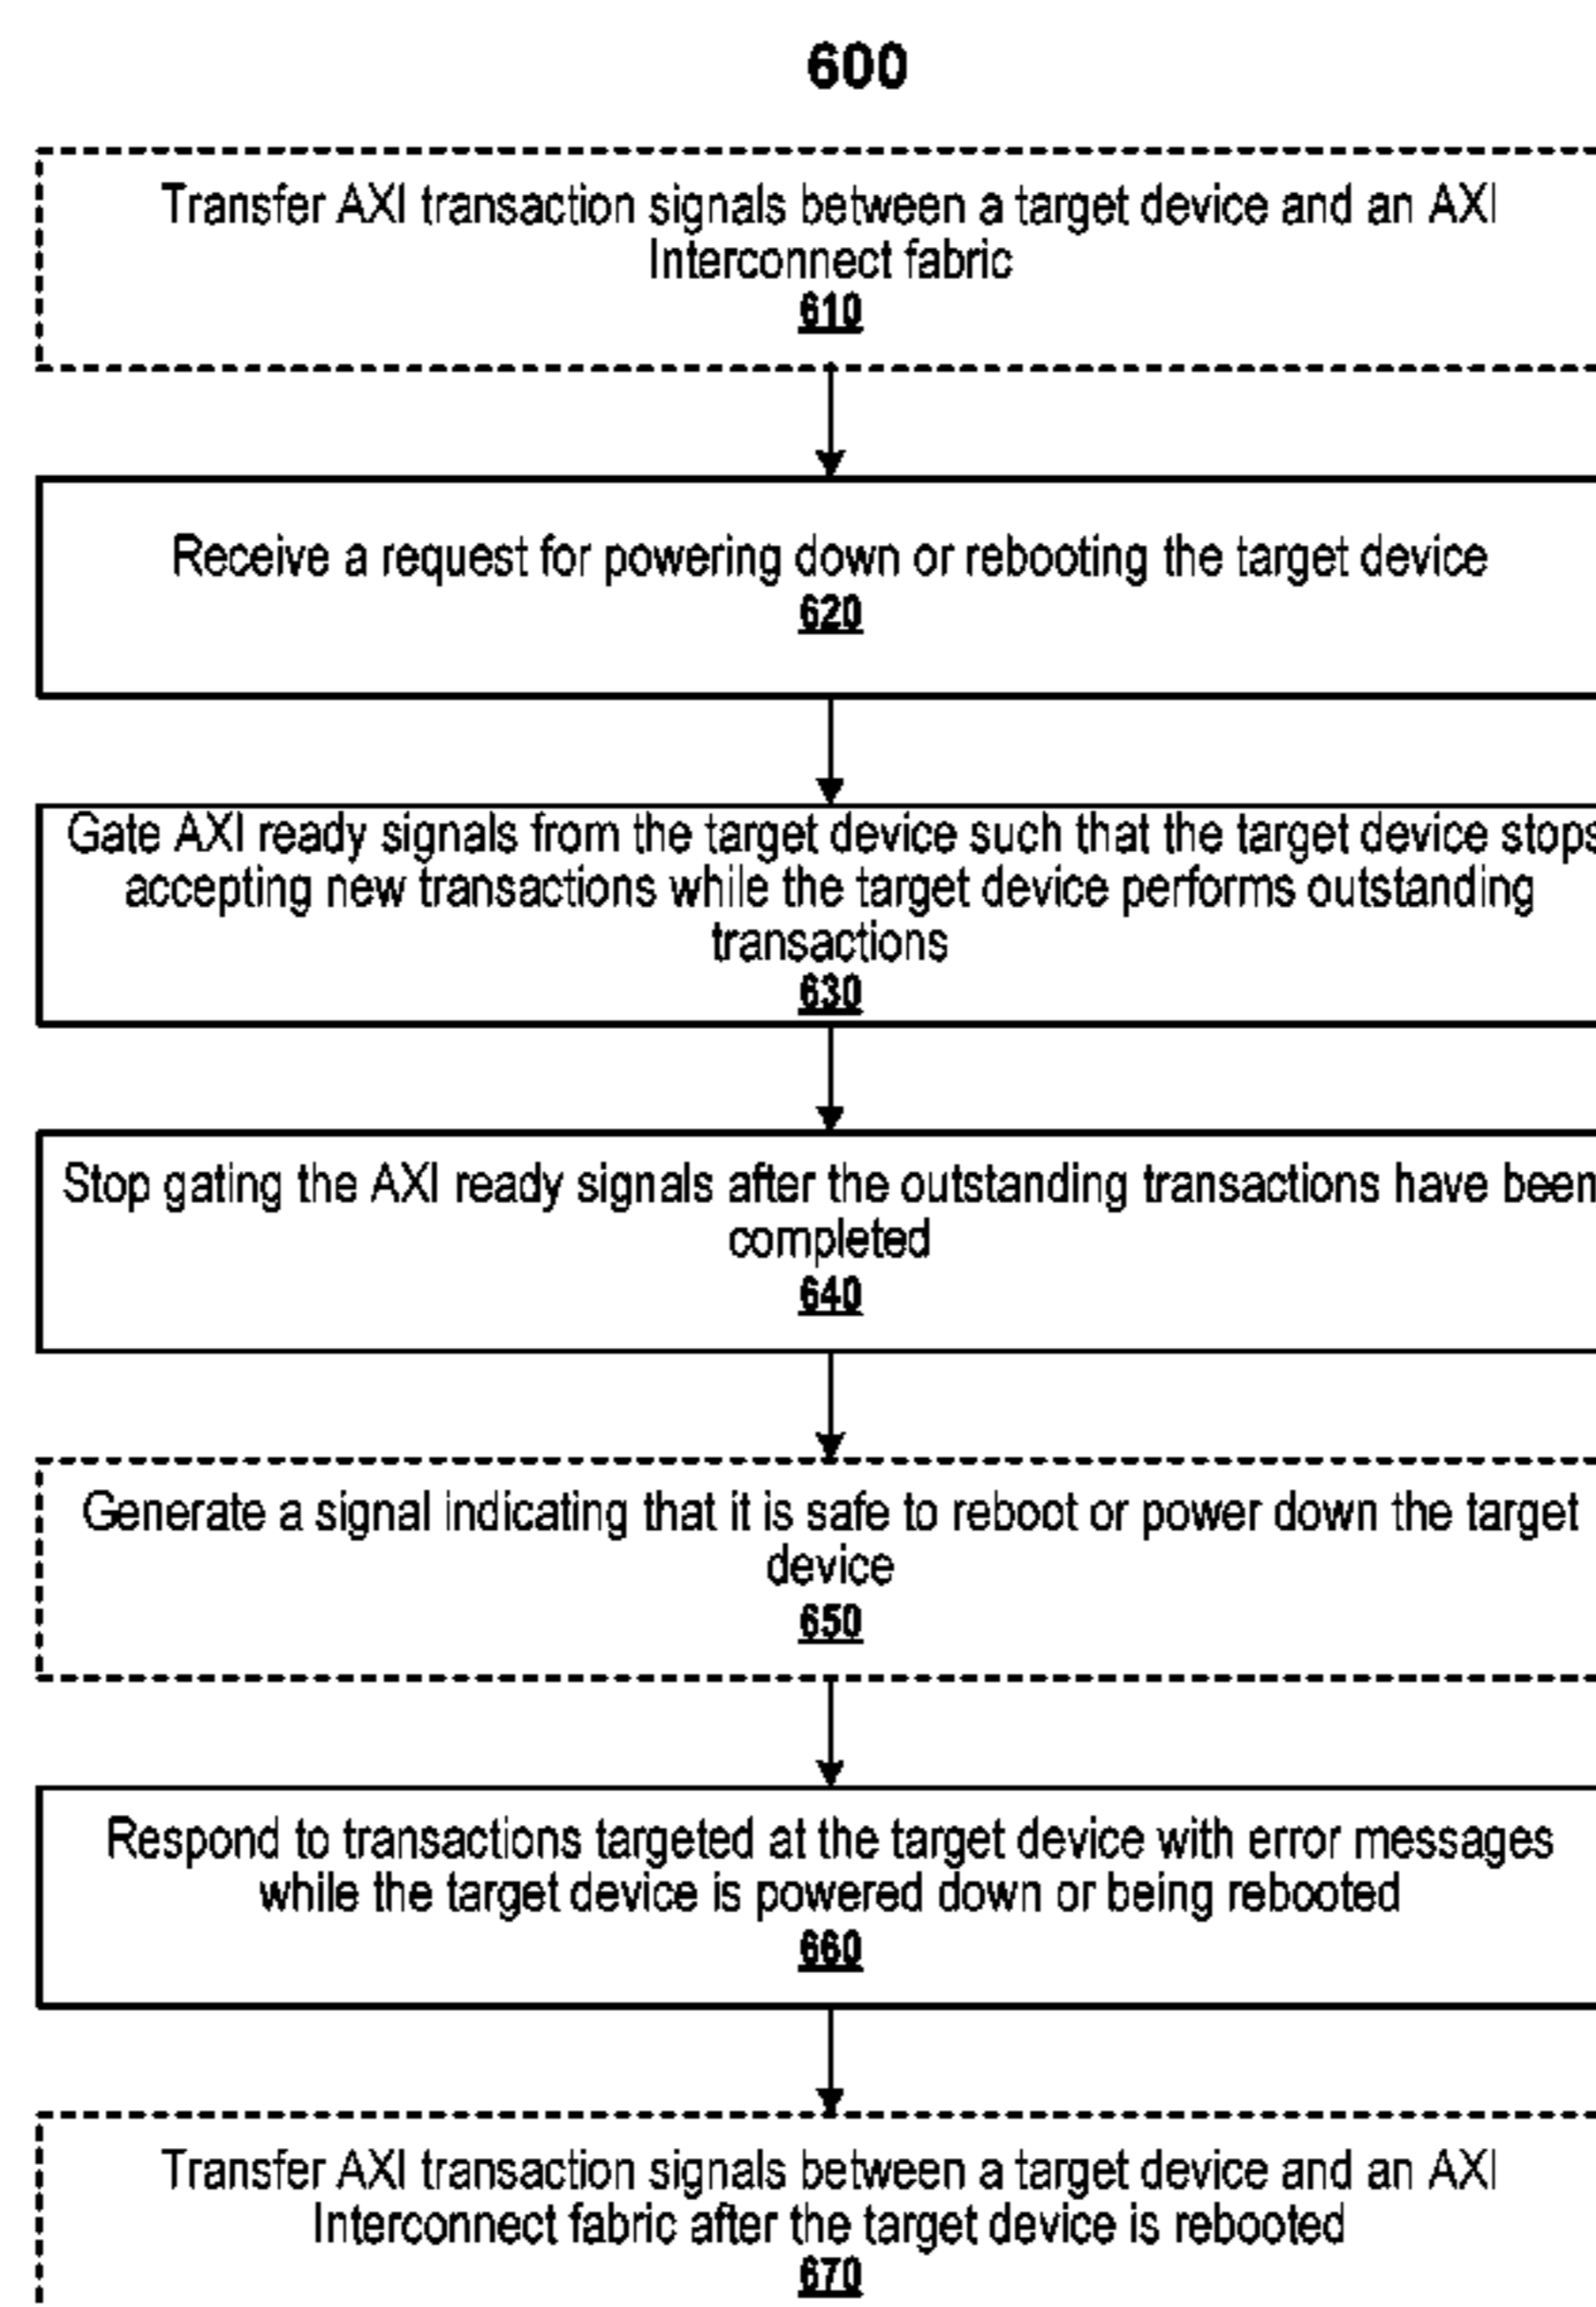 600
Transfer AXI transaction signals between a target device and an AXI
Interconnect fabric
610
Receive a request for powering down or rebooting the target device
620
Gate AXI ready signals from the target device such that the target device stops
accepting new transactions while the target device performs outstanding
transactions
630
Stop gating the AXI ready signals after the outstanding transactions have been
completed
640
Generate a signal indicating that it is safe to reboot or power down the target
device
650
Respond to transactions targeted at the target device with error messages
while the target device is powered down or being rebooted
660
Transfer AXI transaction signals between a target device and an AXI
Interconnect fabric after the target device is rebooted
670